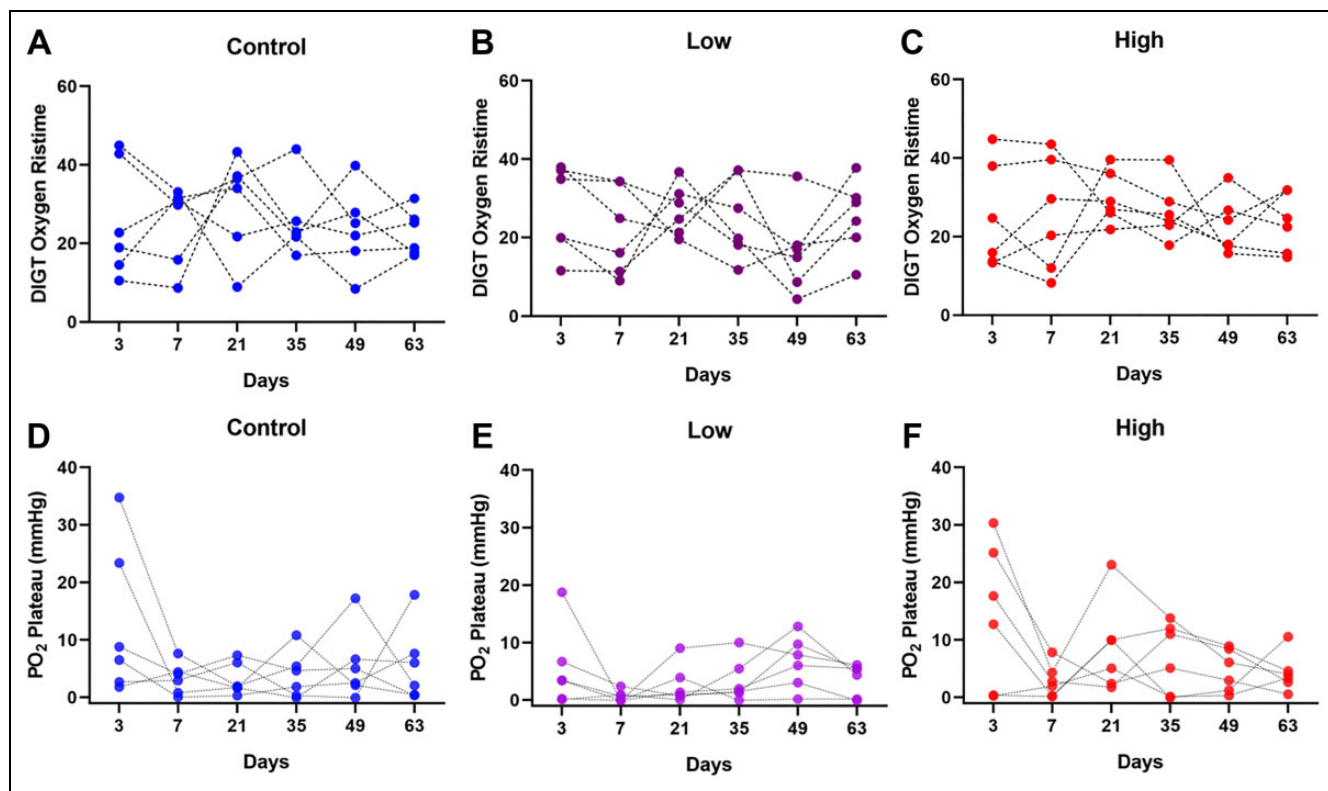 A
Control
B
Low
C
High
DIGT Oxygen Ristime
60
40
20
0
3 7 21 35 49 63
Days
DIGT Oxygen Ristime
60
40
20
0
3 7 21 35 49 63
Days
DIGT Oxygen Ristime
60
40
20
0
3 7 21 35 49 63
Days
D
Control
E
Low
F
High
PO₂ Plateau (mmHg)
40
30
20
10
0
3 7 21 35 49 63
Days
PO₂ Plateau (mmHg)
40
30
20
10
0
3 7 21 35 49 63
Days
PO₂ Plateau (mmHg)
40
30
20
10
0
3 7 21 35 49 63
Days